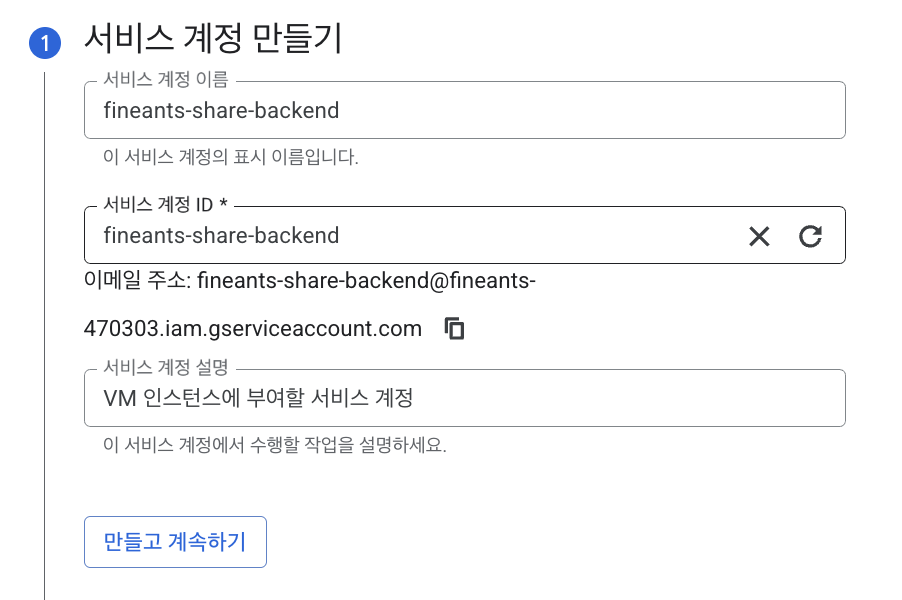 1 서비스 계정 만들기
서비스 계정 이름
fineants-share-backend
이 서비스 계정의 표시 이름입니다.
서비스 계정 ID *
fineants-share-backend
이메일 주소: fineants-share-backend@fineants-
470303.iam.gserviceaccount.com
서비스 계정 설명
VM 인스턴스에 부여할 서비스 계정
이 서비스 계정에서 수행할 작업을 설명하세요.
만들고 계속하기